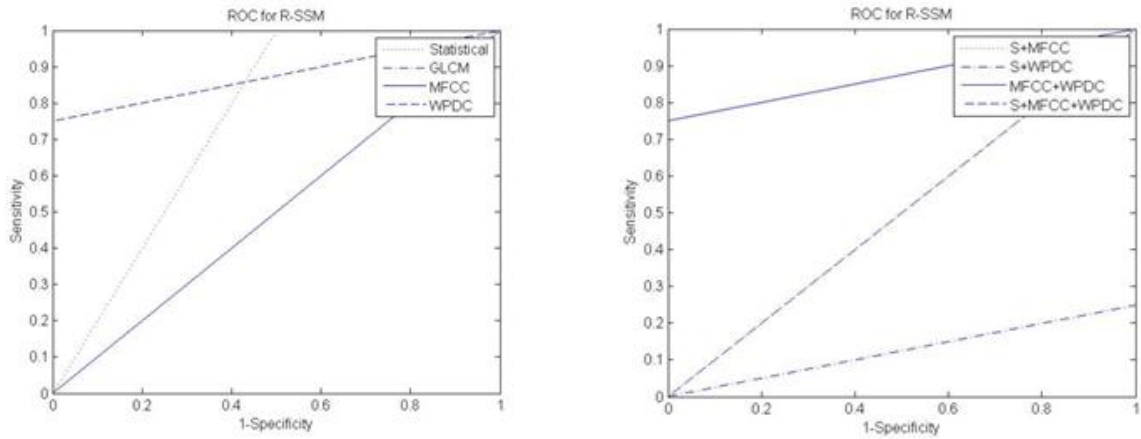 ROC for R-SSM
1
0.9
0.8
0.7
0.6
0.5
0.4
0.3
0.2
0.1
0
Sensitivity
Statistical
GLCM
MFCC
WPDC
0 0.2 0.4 0.6 0.8 1
1-Specificity
ROC for R-SSM
1
0.9
0.8
0.7
0.6
0.5
0.4
0.3
0.2
0.1
0
Sensitivity
S+MFCC
S+WPDC
MFCC+WPDC
S+MFCC+WPDC
0 0.2 0.4 0.6 0.8 1
1-Specificity